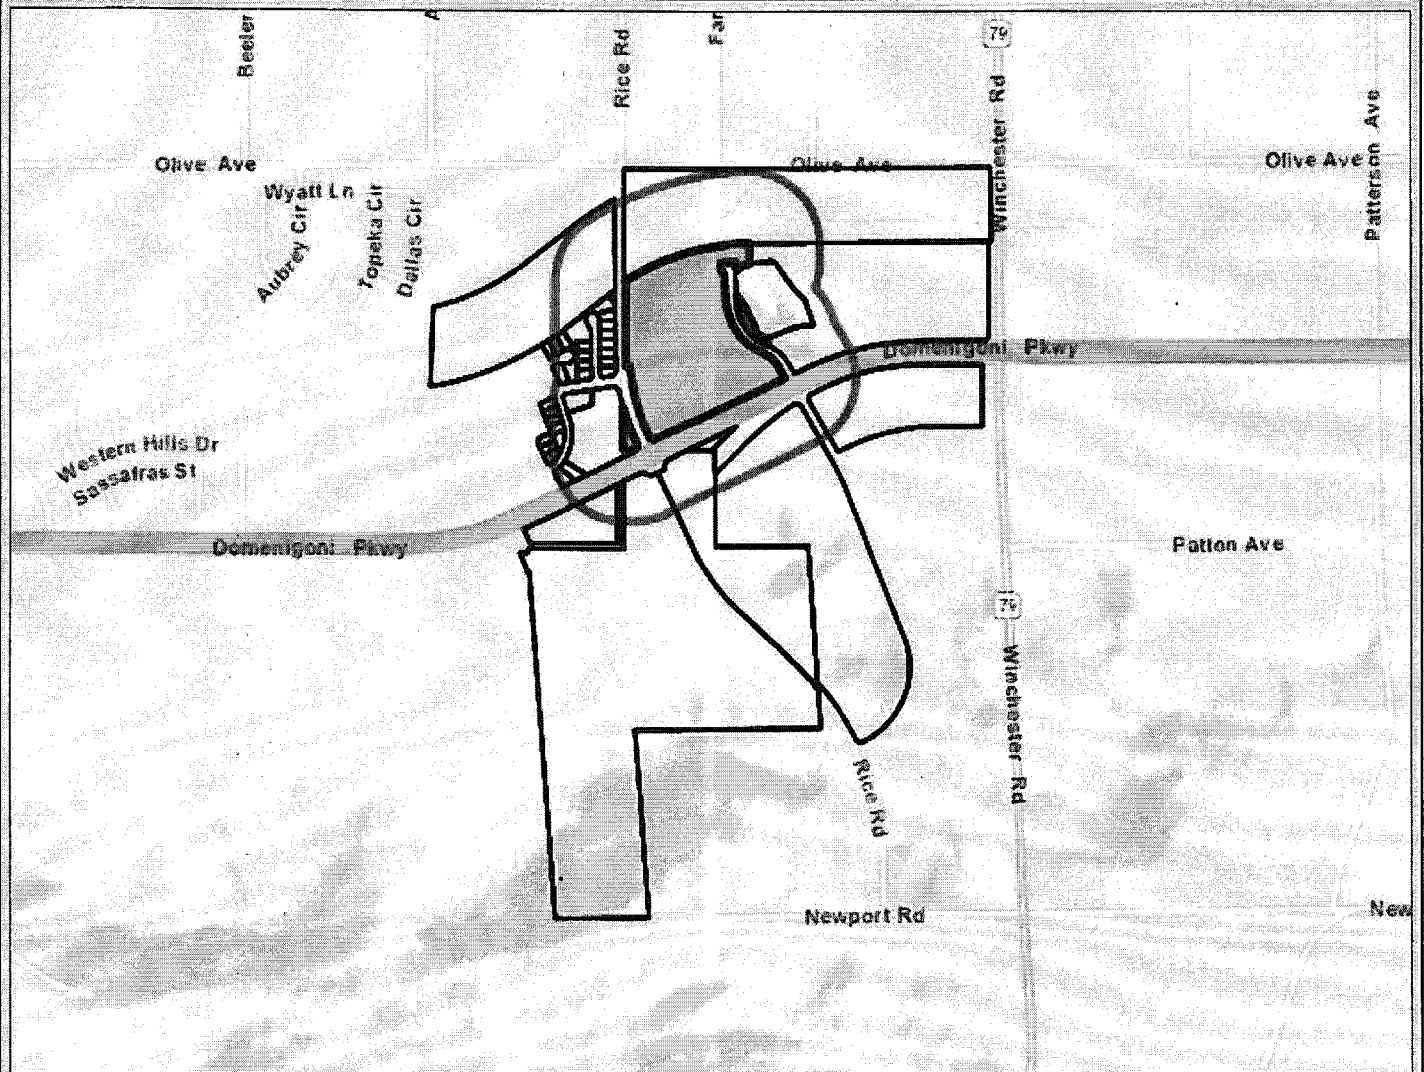 Beeler
A
Rice Rd
Far
79
Winchester Rd
Patterson Ave
Olive Ave
Olive Ave
Olive Ave
Wyatt Ln
Aubrey Cir
Topeka Cir
Dallas Cir
Domenigoni Pkwy
Western Hills Dr
Sassafras St
Domenigoni Pkwy
Patton Ave
79
Winchester Rd
Rice Rd
Newport Rd
New